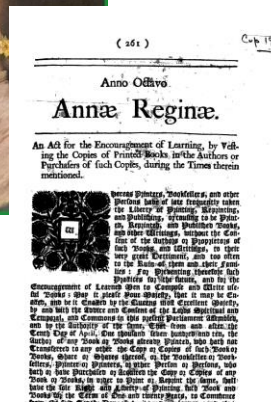 ( 261 )
Cap 19
Anno Octavo
Annæ Reginæ.
An Act for the Encouragement of Learning, by Vest-
ing the Copies of Printed Books in the Authors or
Purchasers of such Copies, during the Times therein
mentioned.
Whereas Printers, Booksellers, and other
Persons have of late frequently taken
the Liberty of Printing, Reprinting,
and Publishing, or causing to be Print-
ed, Reprinted, and Published Books,
and other Writings, without the Con-
sent of the Authors or Proprietors of
such Books and Writings, to their
very great Detriment, and too often
to the Ruin of them and their Fami-
lies : For Preventing therefore such
Practices for the future, and for the
Encouragement of Learned Men to Compose and Write use-
ful Books ; May it please Your Majesty, that it may be En-
acted, and be it Enacted by the Queens most Excellent Majesty,
by and with the Advice and Consent of the Lords Spiritual and
Temporal, and Commons in this present Parliament Assembled,
and by the Authority of the same, That from and after the
Tenth Day of April, One thousand seven hundred and ten, the
Author of any Book or Books already Printed, who hath not
Transferred to any other the Copy or Copies of such Book or
Books, Share or Shares thereof, or the Bookseller or Book-
sellers, Printer or Printers, or other Person or Persons, who
hath or have Purchased or Acquired the Copy or Copies of any
Book or Books, in order to Print or Reprint the same, shall
have the sole Right and Liberty of Printing such Book and
Books for the Term of One and twenty Years, to Commence